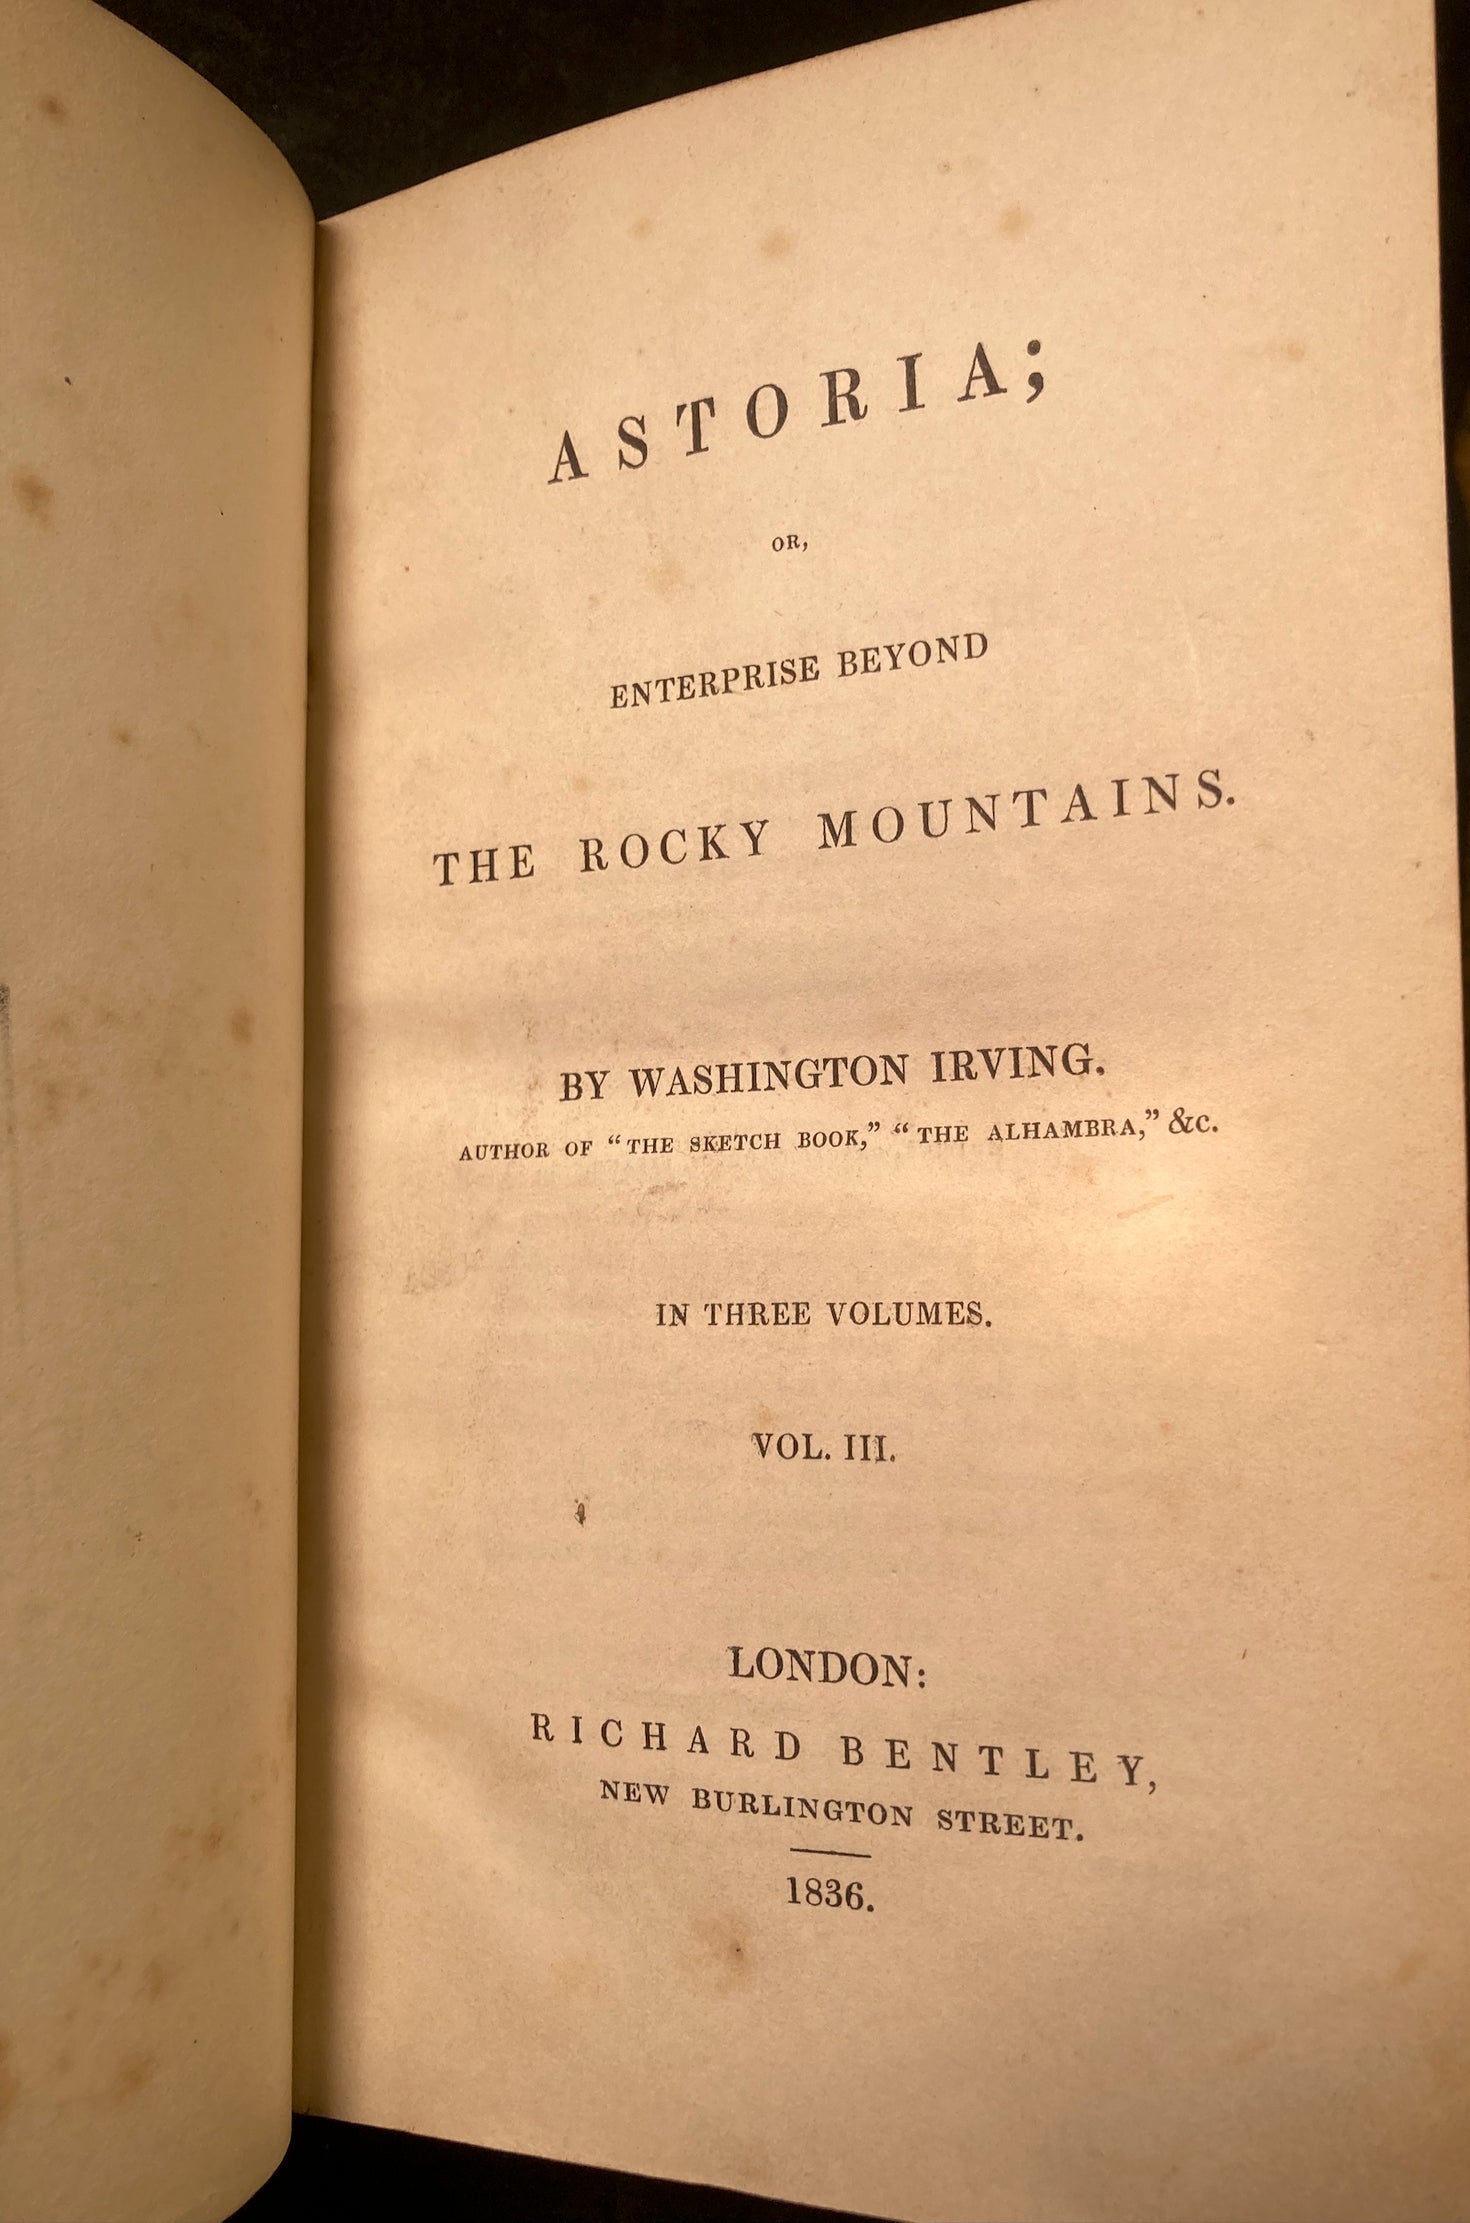 ASTORIA;
OR,
ENTERPRISE BEYOND
THE ROCKY MOUNTAINS.
BY WASHINGTON IRVING.
AUTHOR OF “THE SKETCH BOOK,” “THE ALHAMBRA,” &c.
IN THREE VOLUMES.
VOL. III.
LONDON:
RICHARD BENTLEY,
NEW BURLINGTON STREET.
1836.